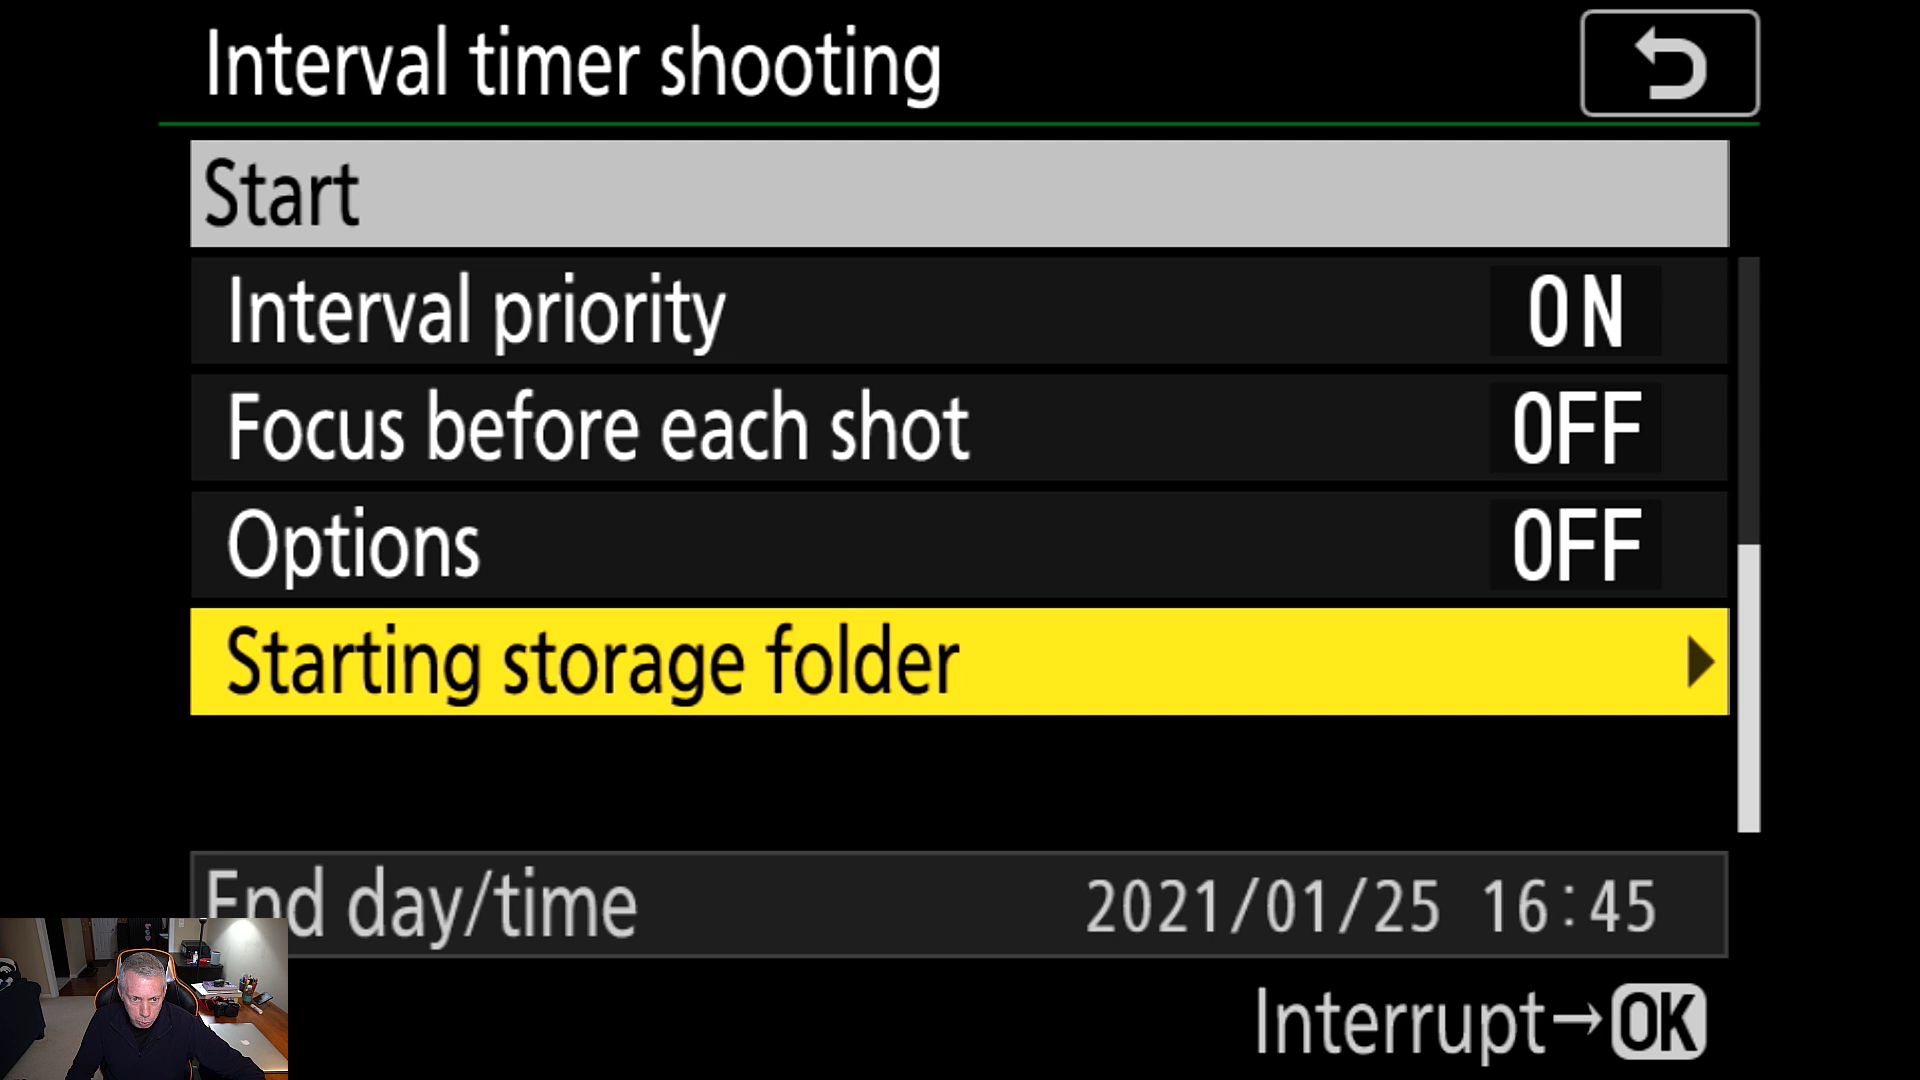 Interval timer shooting
Start
Interval priority ON
Focus before each shot OFF
Options OFF
Starting storage folder
End day/time 2021/01/25 16:45
Interrupt→OK